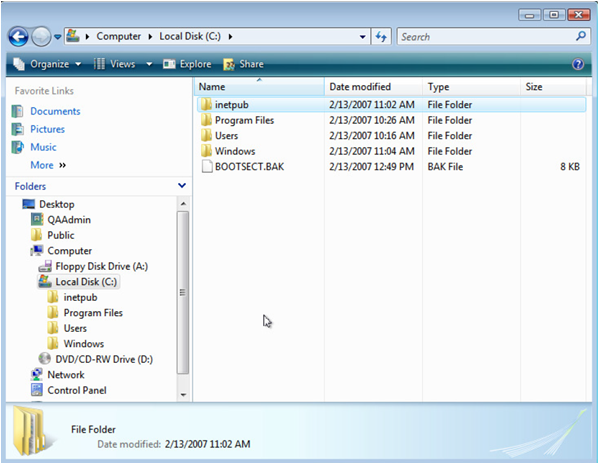 Computer Local Disk (C:) Search
Organize Views Explore Share
Favorite Links
Documents
Pictures
Music
More »
Folders
Desktop
QAAdmin
Public
Computer
Floppy Disk Drive (A:)
Local Disk (C:)
inetpub
Program Files
Users
Windows
DVD/CD-RW Drive (D:)
Network
Control Panel
Name Date modified Type Size
inetpub 2/13/2007 11:02 AM File Folder
Program Files 2/13/2007 10:26 AM File Folder
Users 2/13/2007 10:16 AM File Folder
Windows 2/13/2007 11:04 AM File Folder
BOOTSECT.BAK 2/13/2007 12:49 PM BAK File 8 KB
File Folder
Date modified: 2/13/2007 11:02 AM